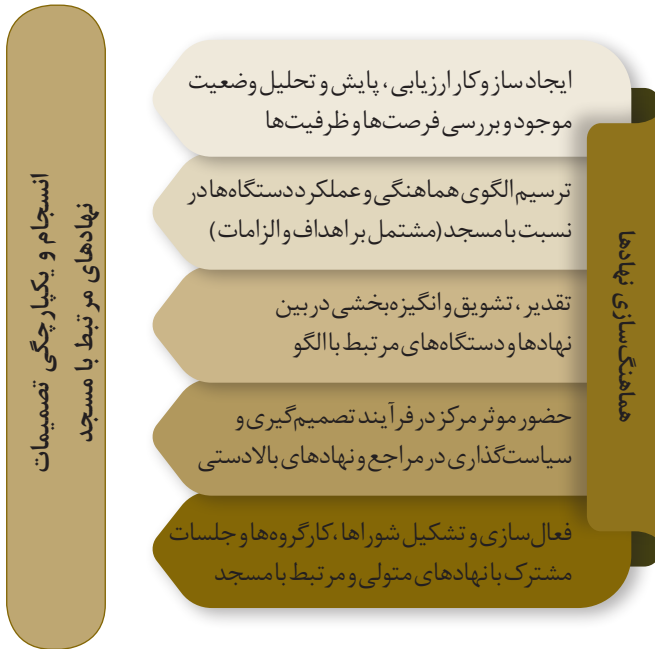 هماهنگ‌سازی نهادها
ایجاد سازوکار ارزیابی، پایش و تحلیل وضعیت
موجود و بررسی فرصت‌ها و ظرفیت‌ها
ترسیم الگوی هماهنگی و عملکرد دستگاه‌ها در
نسبت با مسجد (مشتمل بر اهداف و الزامات)
تقدیر، تشویق و انگیزه‌بخشی در بین
نهادها و دستگاه‌های مرتبط با الگو
حضور موثر مرکز در فرآیند تصمیم‌گیری و
سیاست‌گذاری در مراجع و نهادهای بالادستی
فعال‌سازی و تشکیل شوراها، کارگروه‌ها و جلسات
مشترک با نهادهای متولی و مرتبط با مسجد
انسجام و یکپارچگی تصمیمات
نهادهای مرتبط با مسجد